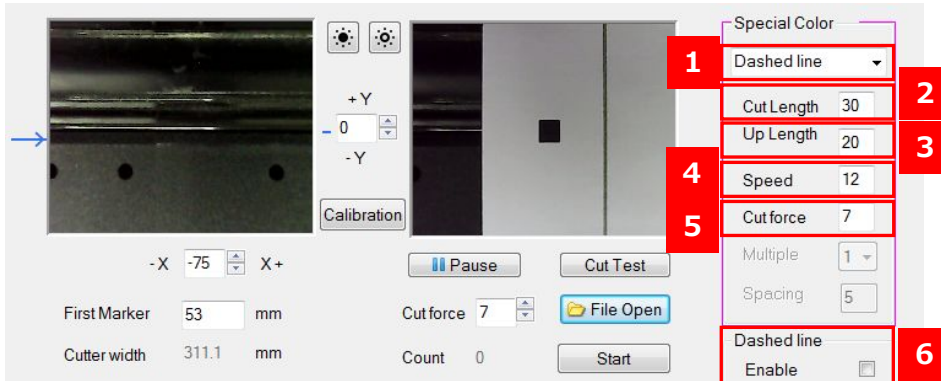 Special Color
1 Dashed line
Cut Length 30 2
Up Length 20 3
4 Speed 12
5 Cut force 7
Multiple 1
Spacing 5
Dashed line
Enable 6
+ Y
0
- Y
Calibration
- X -75 X +
First Marker 53 mm
Cutter width 311.1 mm
Pause Cut Test
Cut force 7 File Open
Count 0 Start